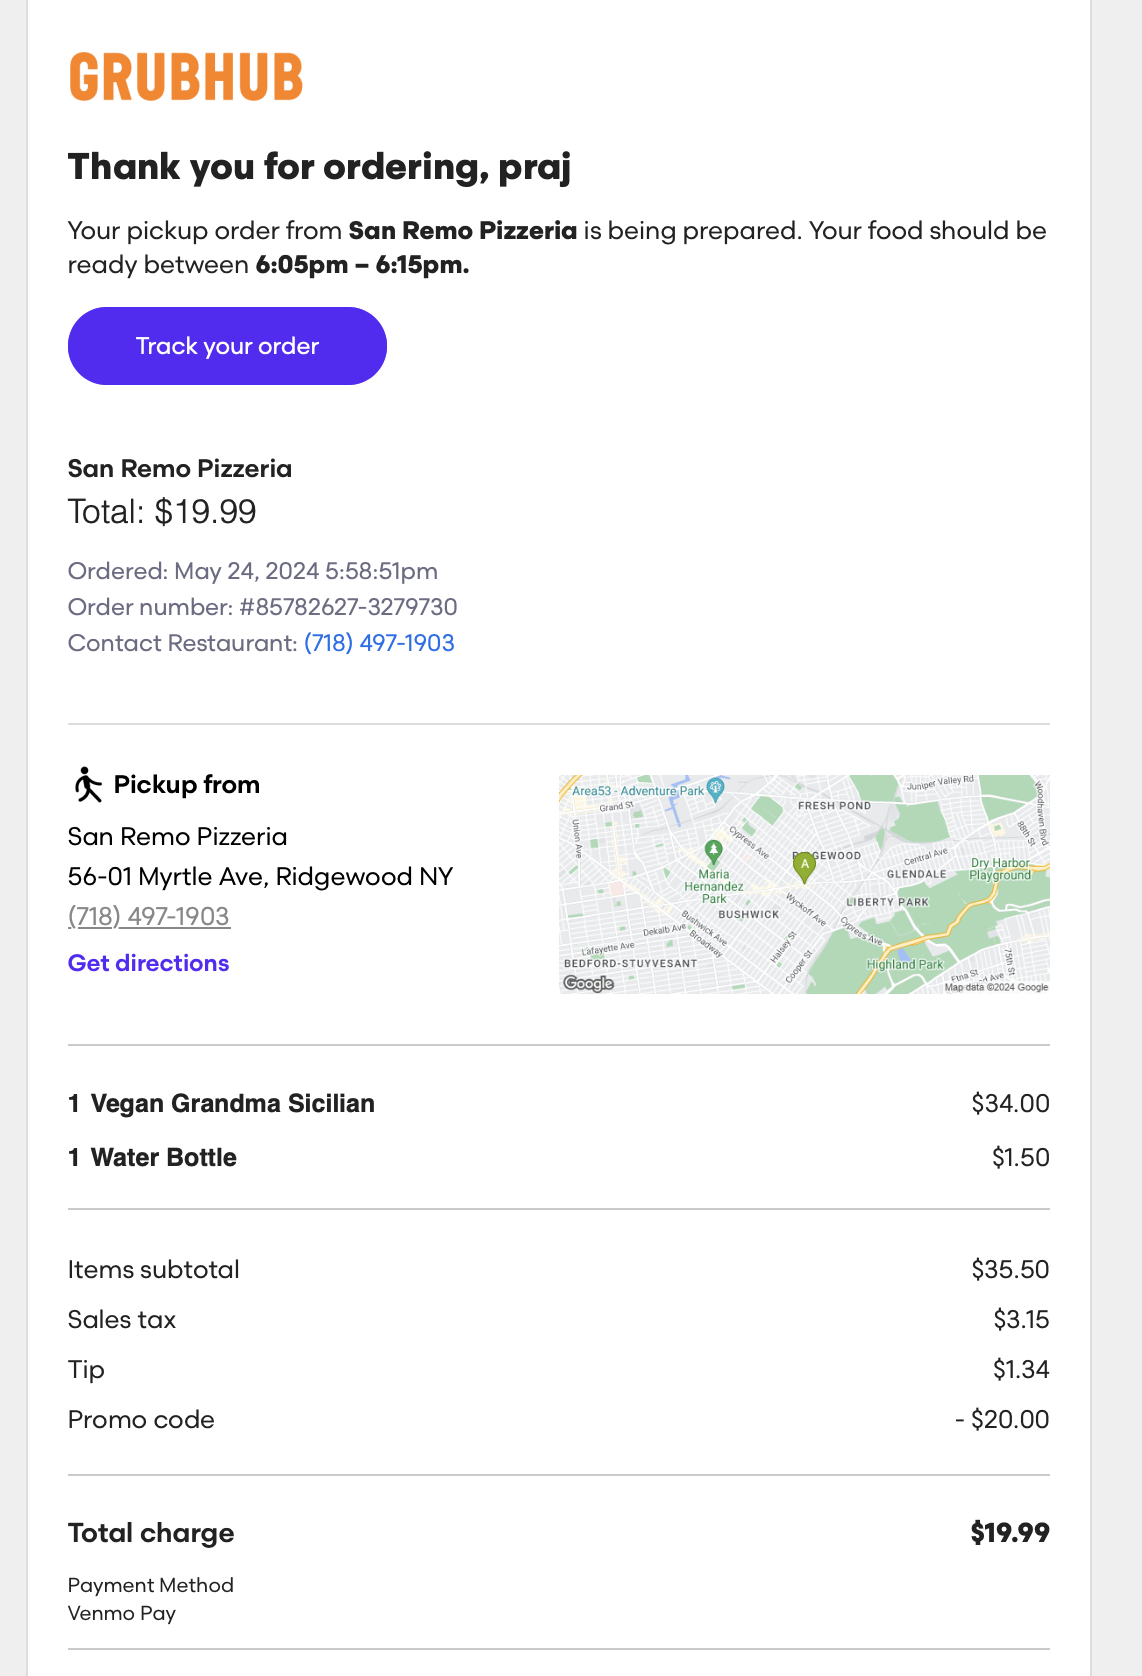 GRUBHUB
Thank you for ordering, praj
Your pickup order from San Remo Pizzeria is being prepared. Your food should be
ready between 6:05pm – 6:15pm.
Track your order
San Remo Pizzeria
Total: $19.99
Ordered: May 24, 2024 5:58:51pm
Order number: #85782627-3279730
Contact Restaurant: (718) 497-1903
Pickup from
San Remo Pizzeria
56-01 Myrtle Ave, Ridgewood NY
(718) 497-1903
Get directions
Area53 - Adventure Park
Grand St
Union Ave
Juniper Valley Rd
Woodhaven Blvd
FRESH POND
88th St
Cypress Ave
RIDGEWOOD
A
Central Ave
GLENDALE
Dry Harbor
Playground
Maria
Hernandez
Park
BUSHWICK
Wyckoff Ave
LIBERTY PARK
Bushwick Ave
Broadway
Dekalb Ave
Lafayette Ave
Halsey St
Cooper St
Cypress Ave
BEDFORD-STUYVESANT
Highland Park
75th St
Etna St
Google
Map data ©2024 Google
1 Vegan Grandma Sicilian $34.00
1 Water Bottle $1.50
Items subtotal $35.50
Sales tax $3.15
Tip $1.34
Promo code - $20.00
Total charge $19.99
Payment Method
Venmo Pay